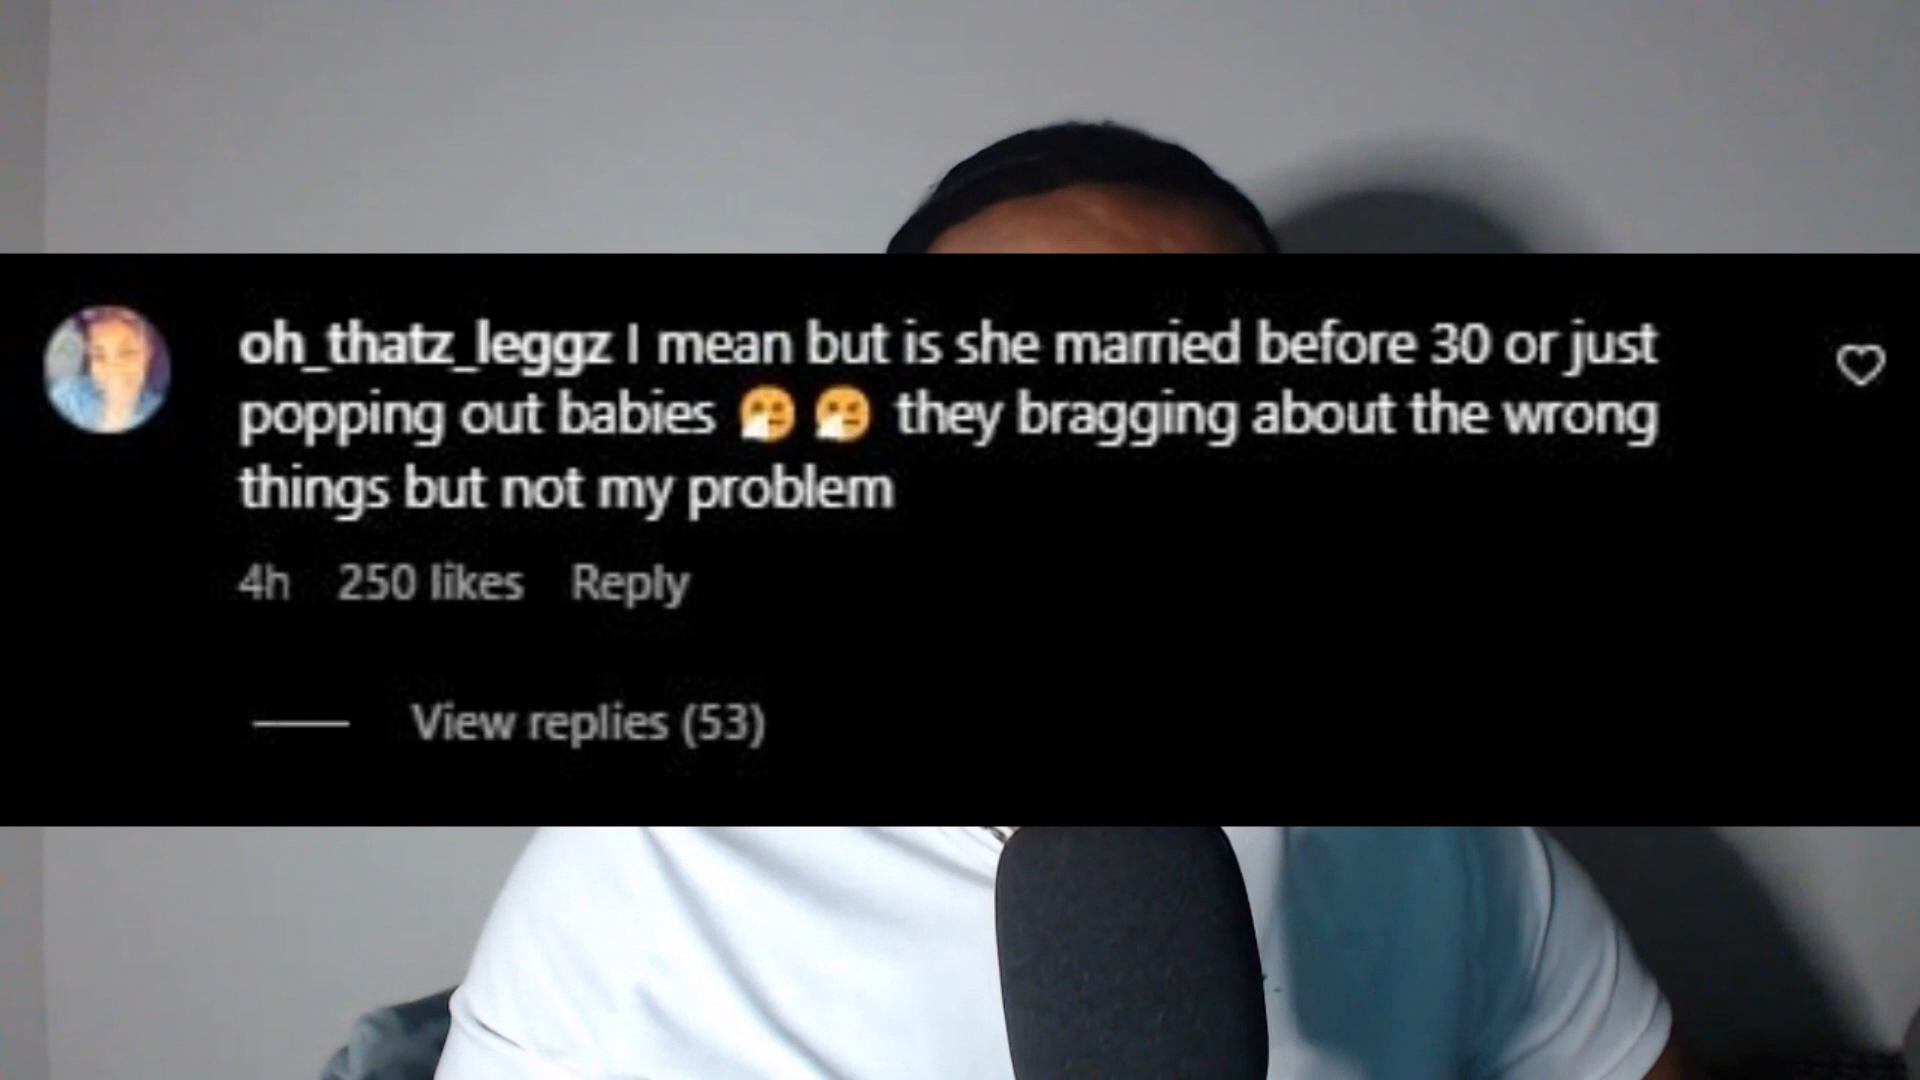 oh_thatz_leggz I mean but is she married before 30 or just
popping out babies 🤔🤔 they bragging about the wrong
things but not my problem
4h 250 likes Reply
View replies (53)